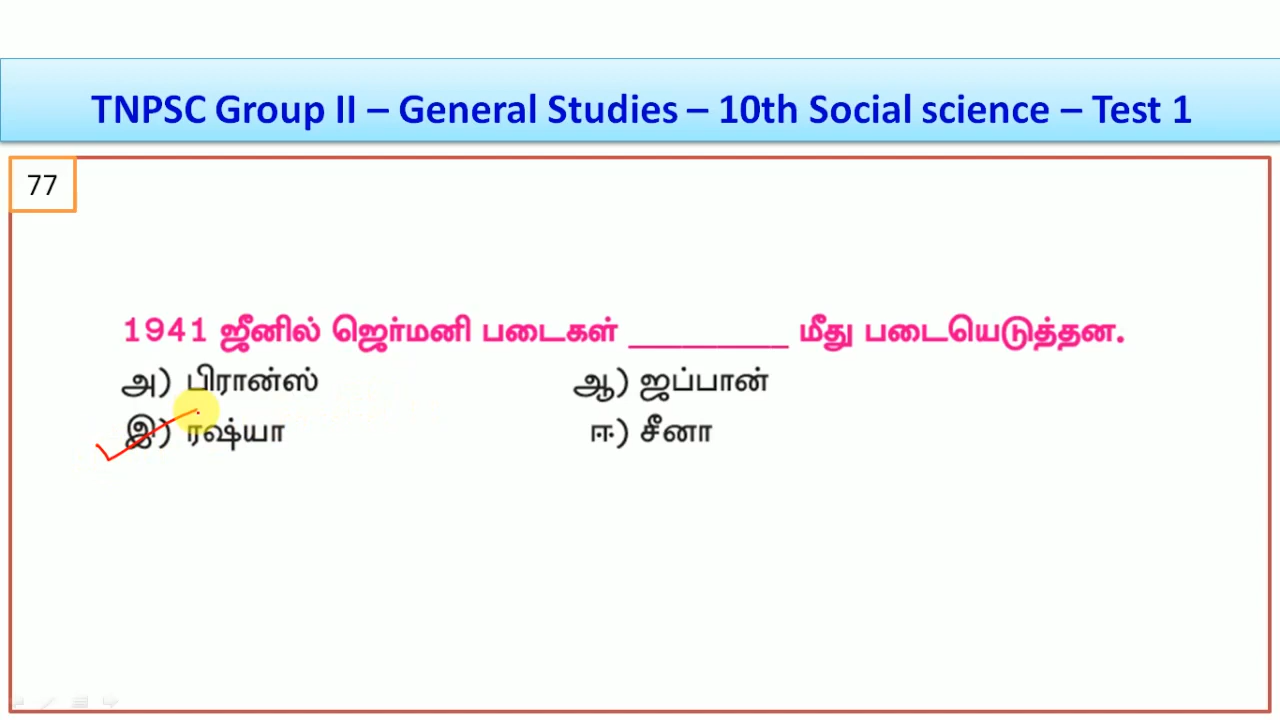 TNPSC Group II – General Studies – 10th Social science – Test 1
77
1941 ஜீனில் ஜெர்மனி படைகள் _________ மீது படையெடுத்தன.
அ) பிரான்ஸ் ஆ) ஜப்பான்
இ) ரஷ்யா ஈ) சீனா